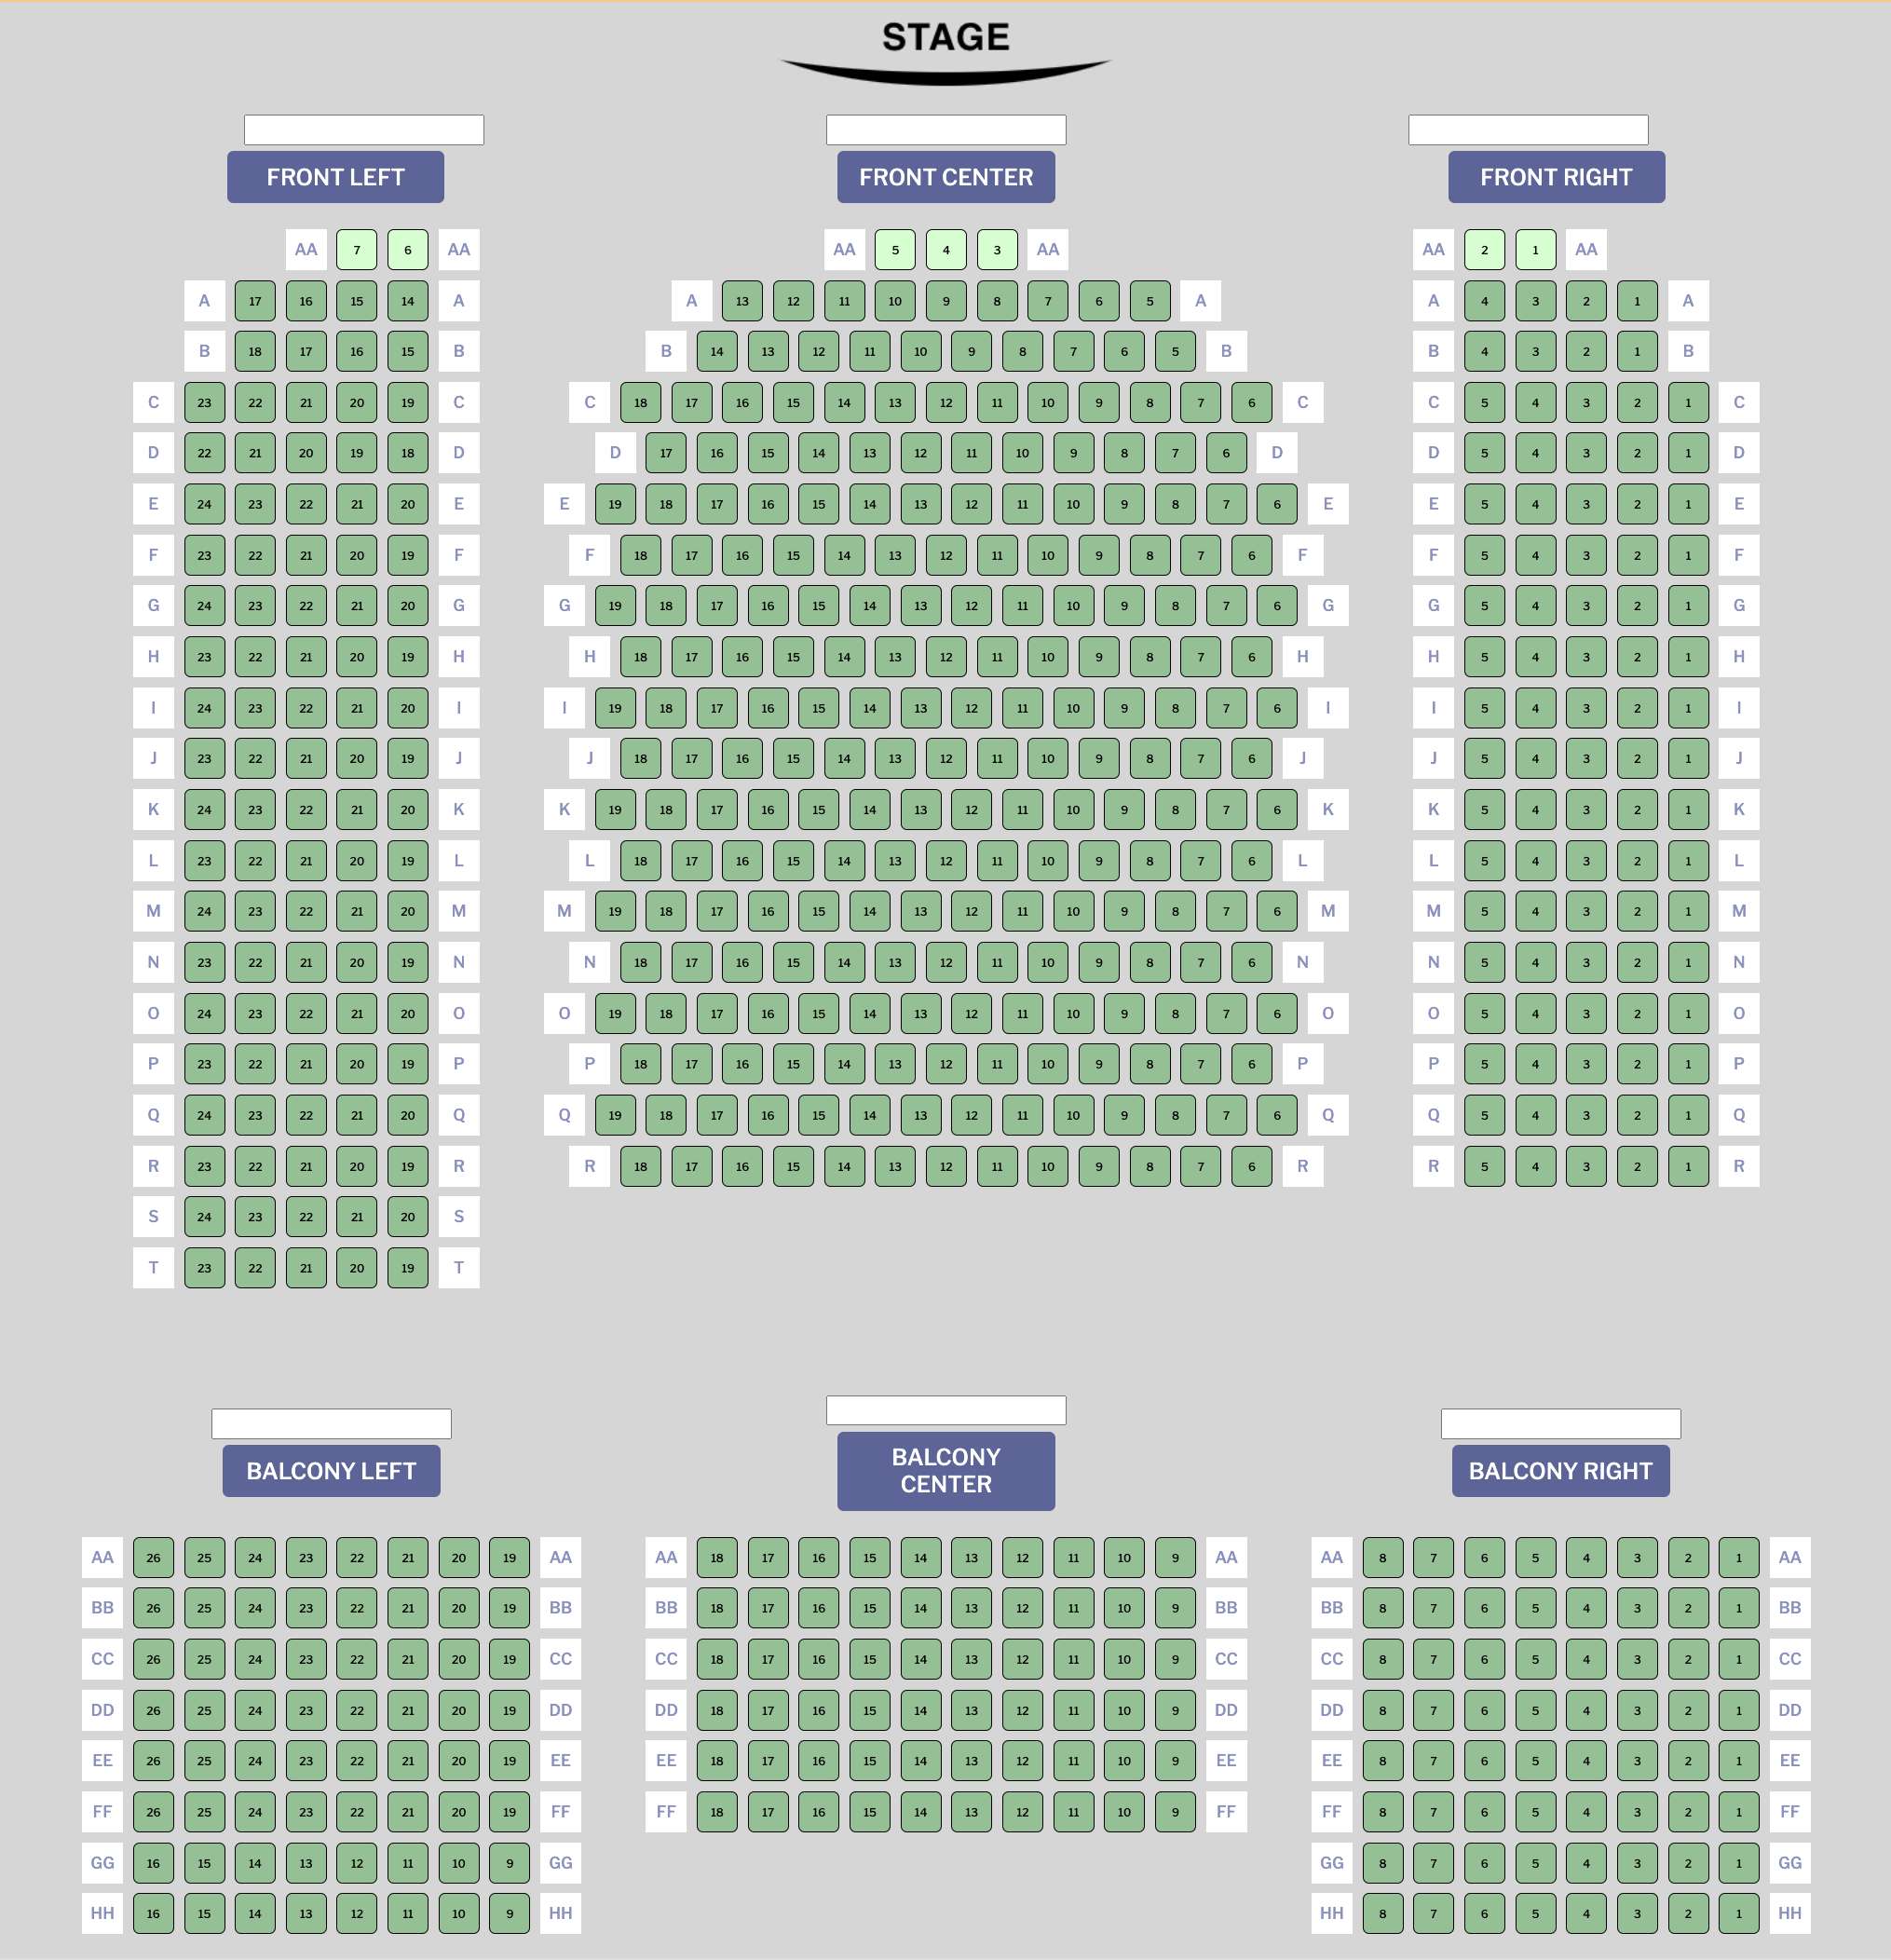 STAGE
FRONT LEFT FRONT CENTER FRONT RIGHT
AA 7 6 AA AA 5 4 3 AA AA 2 1 AA
A 17 16 15 14 A A 13 12 11 10 9 8 7 6 5 A A 4 3 2 1 A
B 18 17 16 15 B B 14 13 12 11 10 9 8 7 6 5 B B 4 3 2 1 B
C 23 22 21 20 19 C C 18 17 16 15 14 13 12 11 10 9 8 7 6 C C 5 4 3 2 1 C
D 22 21 20 19 18 D D 17 16 15 14 13 12 11 10 9 8 7 6 D D 5 4 3 2 1 D
E 24 23 22 21 20 E E 19 18 17 16 15 14 13 12 11 10 9 8 7 6 E E 5 4 3 2 1 E
F 23 22 21 20 19 F F 18 17 16 15 14 13 12 11 10 9 8 7 6 F F 5 4 3 2 1 F
G 24 23 22 21 20 G G 19 18 17 16 15 14 13 12 11 10 9 8 7 6 G G 5 4 3 2 1 G
H 23 22 21 20 19 H H 18 17 16 15 14 13 12 11 10 9 8 7 6 H H 5 4 3 2 1 H
I 24 23 22 21 20 I I 19 18 17 16 15 14 13 12 11 10 9 8 7 6 I I 5 4 3 2 1 I
J 23 22 21 20 19 J J 18 17 16 15 14 13 12 11 10 9 8 7 6 J J 5 4 3 2 1 J
K 24 23 22 21 20 K K 19 18 17 16 15 14 13 12 11 10 9 8 7 6 K K 5 4 3 2 1 K
L 23 22 21 20 19 L L 18 17 16 15 14 13 12 11 10 9 8 7 6 L L 5 4 3 2 1 L
M 24 23 22 21 20 M M 19 18 17 16 15 14 13 12 11 10 9 8 7 6 M M 5 4 3 2 1 M
N 23 22 21 20 19 N N 18 17 16 15 14 13 12 11 10 9 8 7 6 N N 5 4 3 2 1 N
O 24 23 22 21 20 O O 19 18 17 16 15 14 13 12 11 10 9 8 7 6 O O 5 4 3 2 1 O
P 23 22 21 20 19 P P 18 17 16 15 14 13 12 11 10 9 8 7 6 P P 5 4 3 2 1 P
Q 24 23 22 21 20 Q Q 19 18 17 16 15 14 13 12 11 10 9 8 7 6 Q Q 5 4 3 2 1 Q
R 23 22 21 20 19 R R 18 17 16 15 14 13 12 11 10 9 8 7 6 R R 5 4 3 2 1 R
S 24 23 22 21 20 S
T 23 22 21 20 19 T
BALCONY LEFT BALCONY CENTER BALCONY RIGHT
AA 26 25 24 23 22 21 20 19 AA AA 18 17 16 15 14 13 12 11 10 9 AA AA 8 7 6 5 4 3 2 1 AA
BB 26 25 24 23 22 21 20 19 BB BB 18 17 16 15 14 13 12 11 10 9 BB BB 8 7 6 5 4 3 2 1 BB
CC 26 25 24 23 22 21 20 19 CC CC 18 17 16 15 14 13 12 11 10 9 CC CC 8 7 6 5 4 3 2 1 CC
DD 26 25 24 23 22 21 20 19 DD DD 18 17 16 15 14 13 12 11 10 9 DD DD 8 7 6 5 4 3 2 1 DD
EE 26 25 24 23 22 21 20 19 EE EE 18 17 16 15 14 13 12 11 10 9 EE EE 8 7 6 5 4 3 2 1 EE
FF 26 25 24 23 22 21 20 19 FF FF 18 17 16 15 14 13 12 11 10 9 FF FF 8 7 6 5 4 3 2 1 FF
GG 16 15 14 13 12 11 10 9 GG GG 8 7 6 5 4 3 2 1 GG
HH 16 15 14 13 12 11 10 9 HH HH 8 7 6 5 4 3 2 1 HH